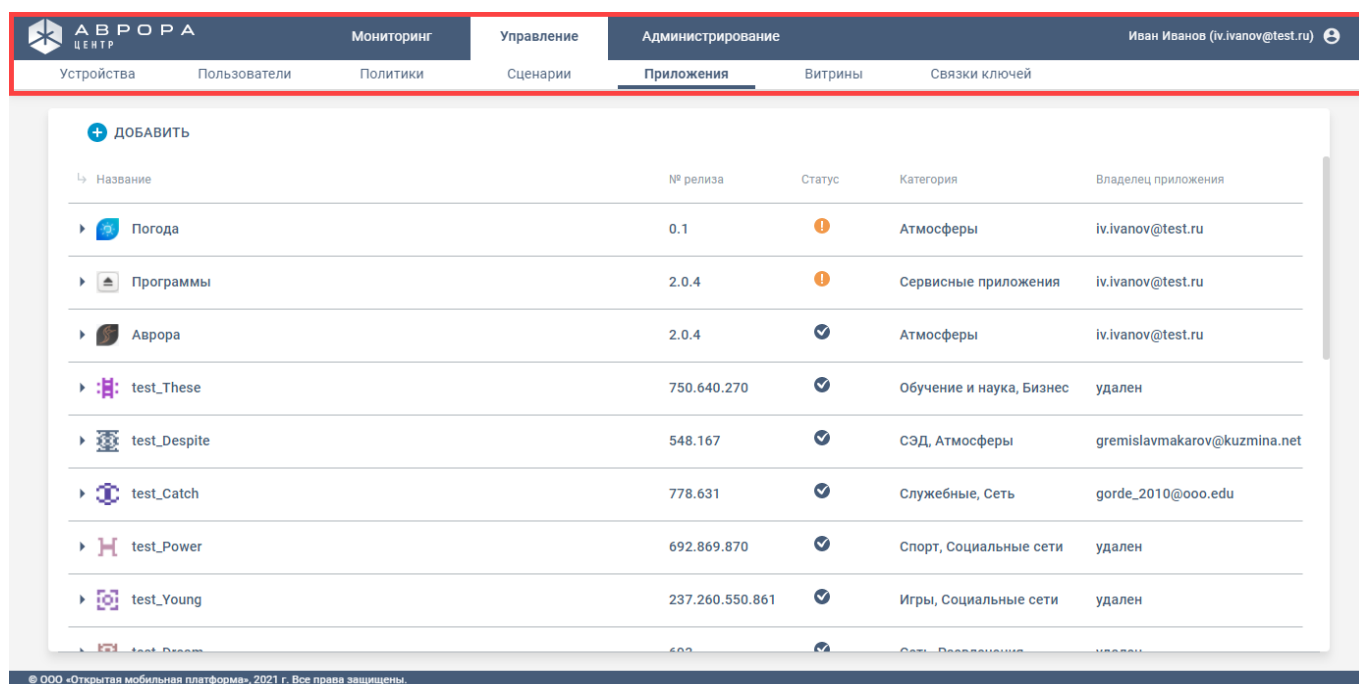 АВРОРА
ЦЕНТР
Мониторинг Управление Администрирование Иван Иванов (iv.ivanov@test.ru)
Устройства Пользователи Политики Сценарии Приложения Витрины Связки ключей
ДОБАВИТЬ
Название № релиза Статус Категория Владелец приложения
Погода 0.1 Атмосферы iv.ivanov@test.ru
Программы 2.0.4 Сервисные приложения iv.ivanov@test.ru
Аврора 2.0.4 Атмосферы iv.ivanov@test.ru
test_These 750.640.270 Обучение и наука, Бизнес удален
test_Despite 548.167 СЭД, Атмосферы gremislavmakarov@kuzmina.net
test_Catch 778.631 Служебные, Сеть gorde_2010@ooo.edu
test_Power 692.869.870 Спорт, Социальные сети удален
test_Young 237.260.550.861 Игры, Социальные сети удален
© ООО «Открытая мобильная платформа», 2021 г. Все права защищены.